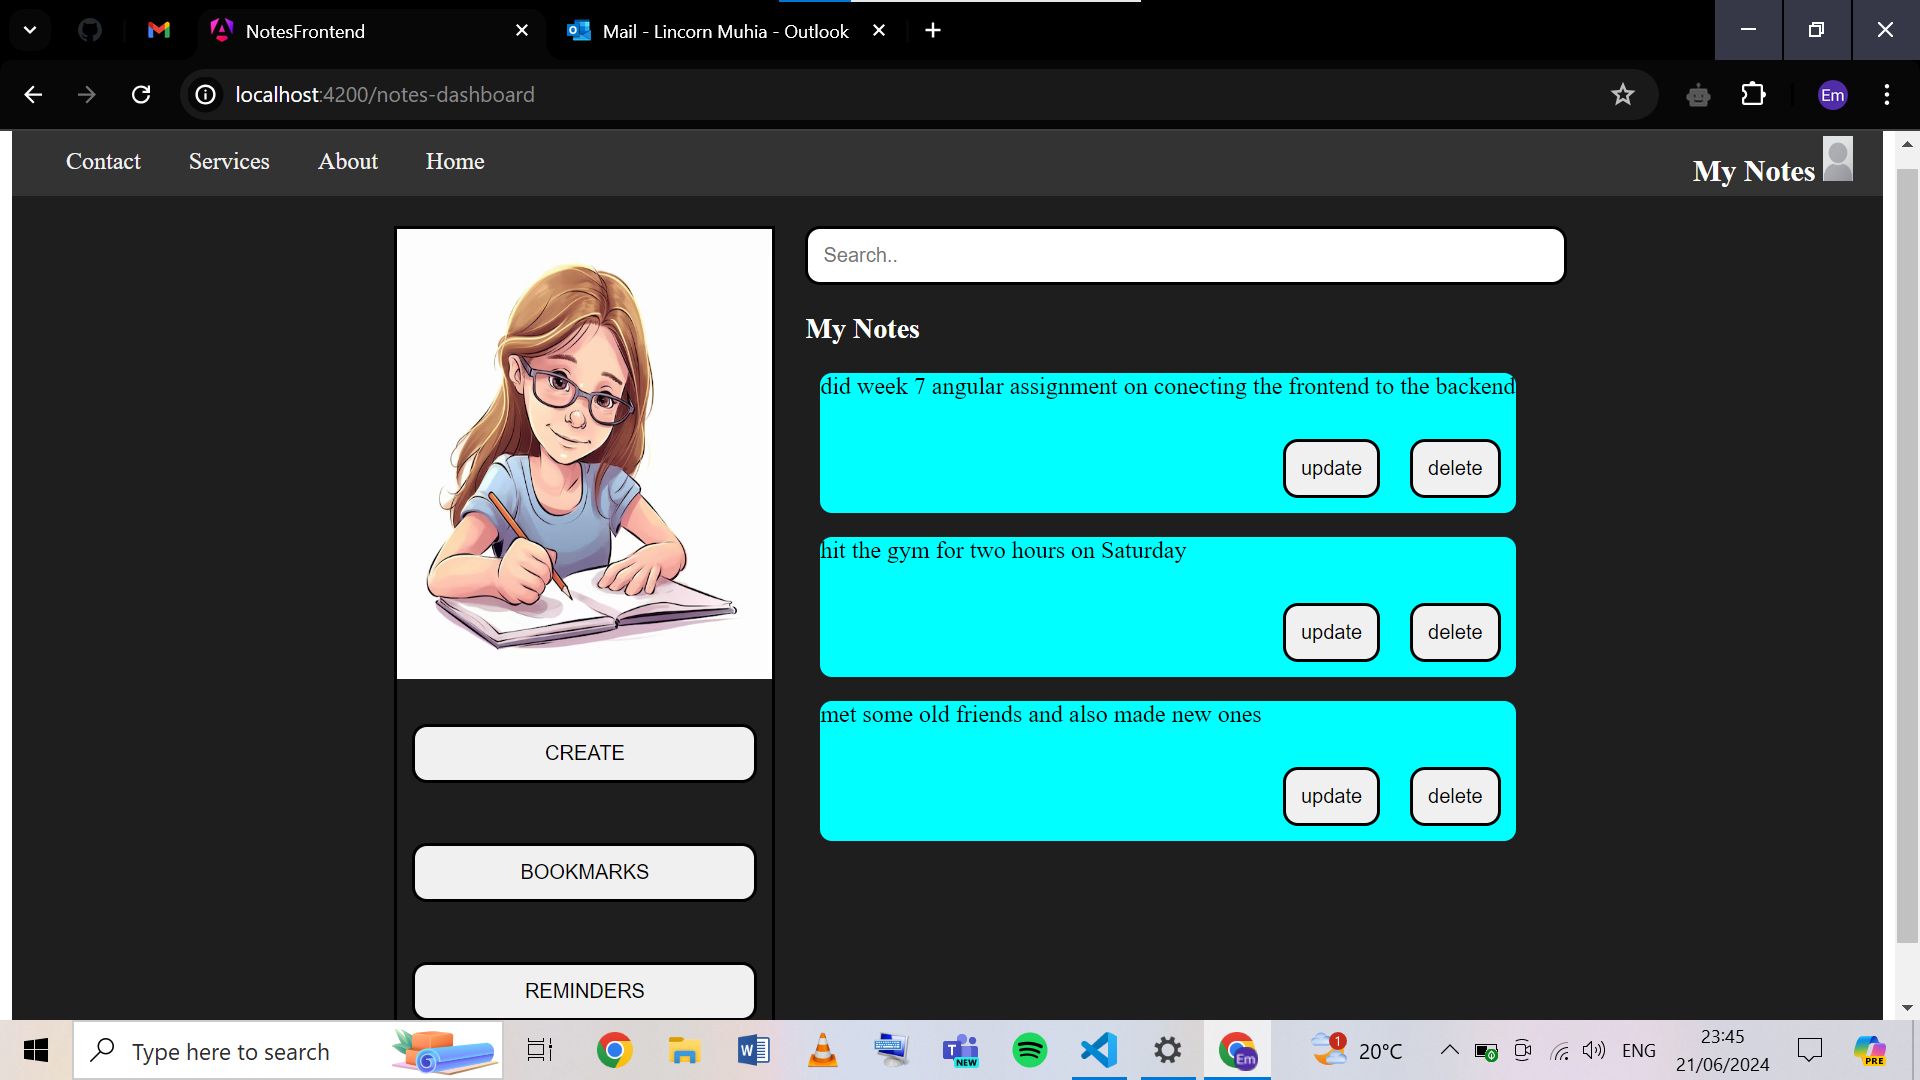 NotesFrontend
Mail - Lincorn Muhia - Outlook
localhost:4200/notes-dashboard
Em
Contact Services About Home
My Notes
Search..
My Notes
did week 7 angular assignment on conecting the frontend to the backend
update delete
hit the gym for two hours on Saturday
update delete
met some old friends and also made new ones
update delete
CREATE
BOOKMARKS
REMINDERS
Type here to search
W
NEW
Em
1
20°C
ENG
23:45
21/06/2024
PRE